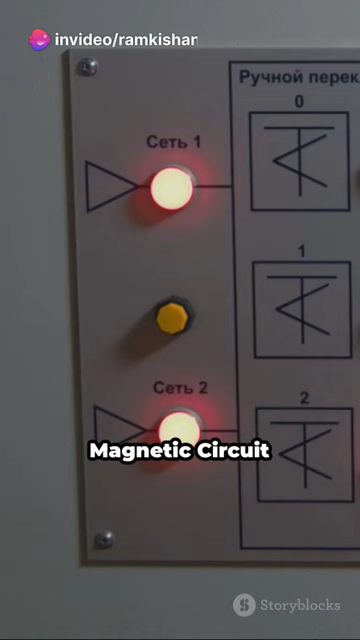 invideo/ramkishar
Ручной перек
0
Сеть 1
1
Сеть 2
2
Magnetic Circuit
Storyblocks